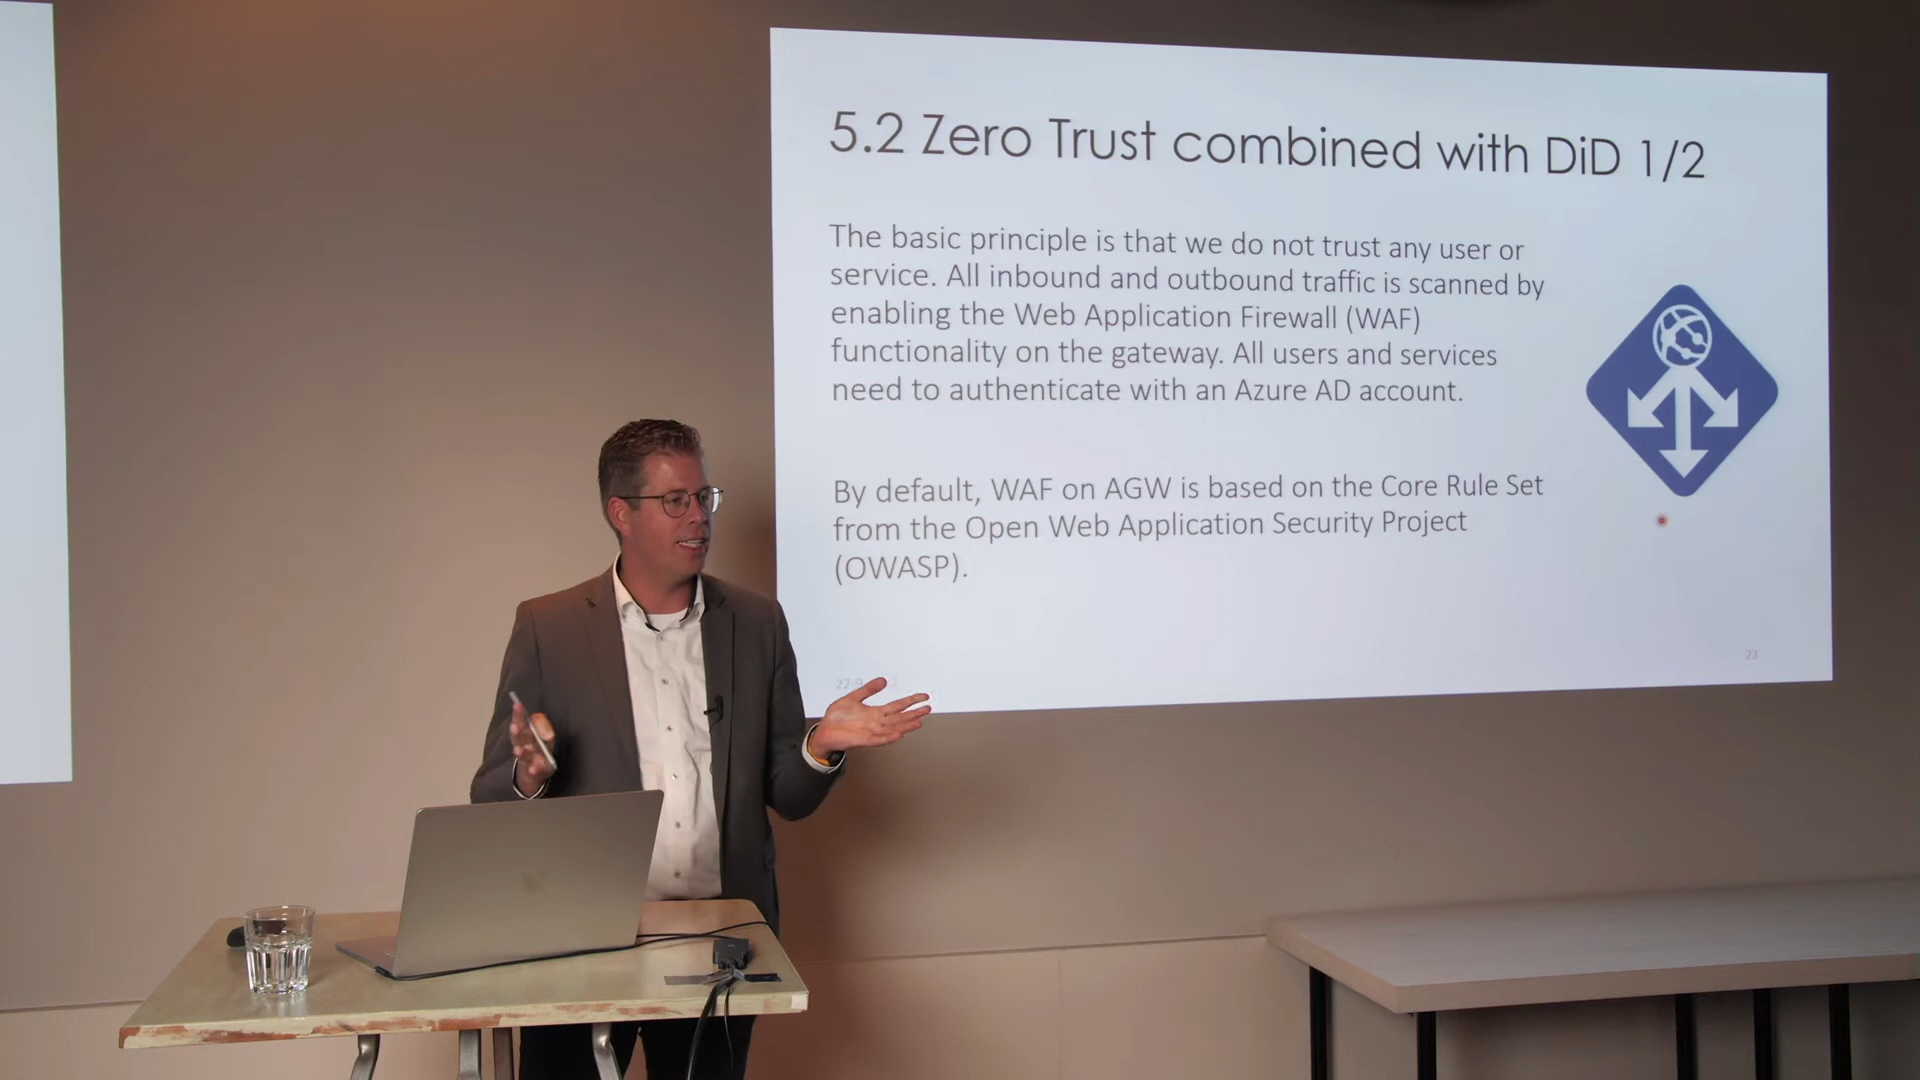 5.2 Zero Trust combined with DiD 1/2
The basic principle is that we do not trust any user or
service. All inbound and outbound traffic is scanned by
enabling the Web Application Firewall (WAF)
functionality on the gateway. All users and services
need to authenticate with an Azure AD account.
By default, WAF on AGW is based on the Core Rule Set
from the Open Web Application Security Project
(OWASP).
23